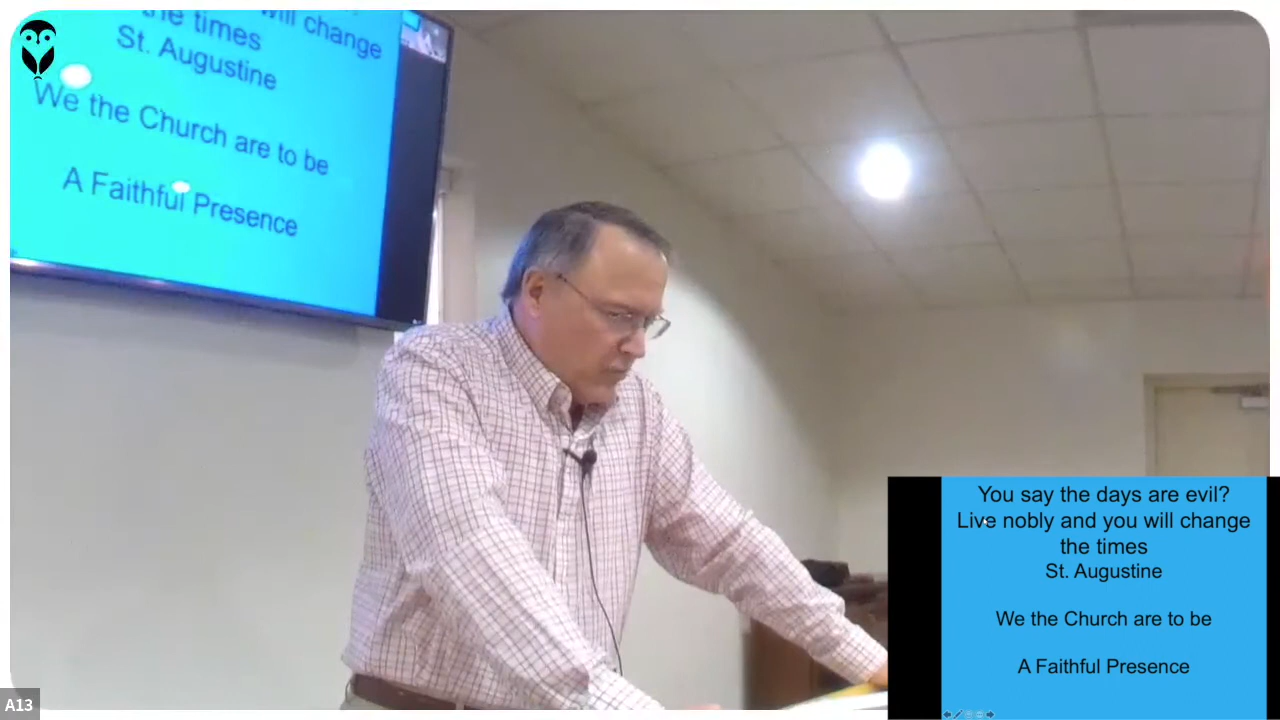 will change
the times
St. Augustine
We the Church are to be
A Faithful Presence
You say the days are evil?
Live nobly and you will change
the times
St. Augustine
We the Church are to be
A Faithful Presence
A13